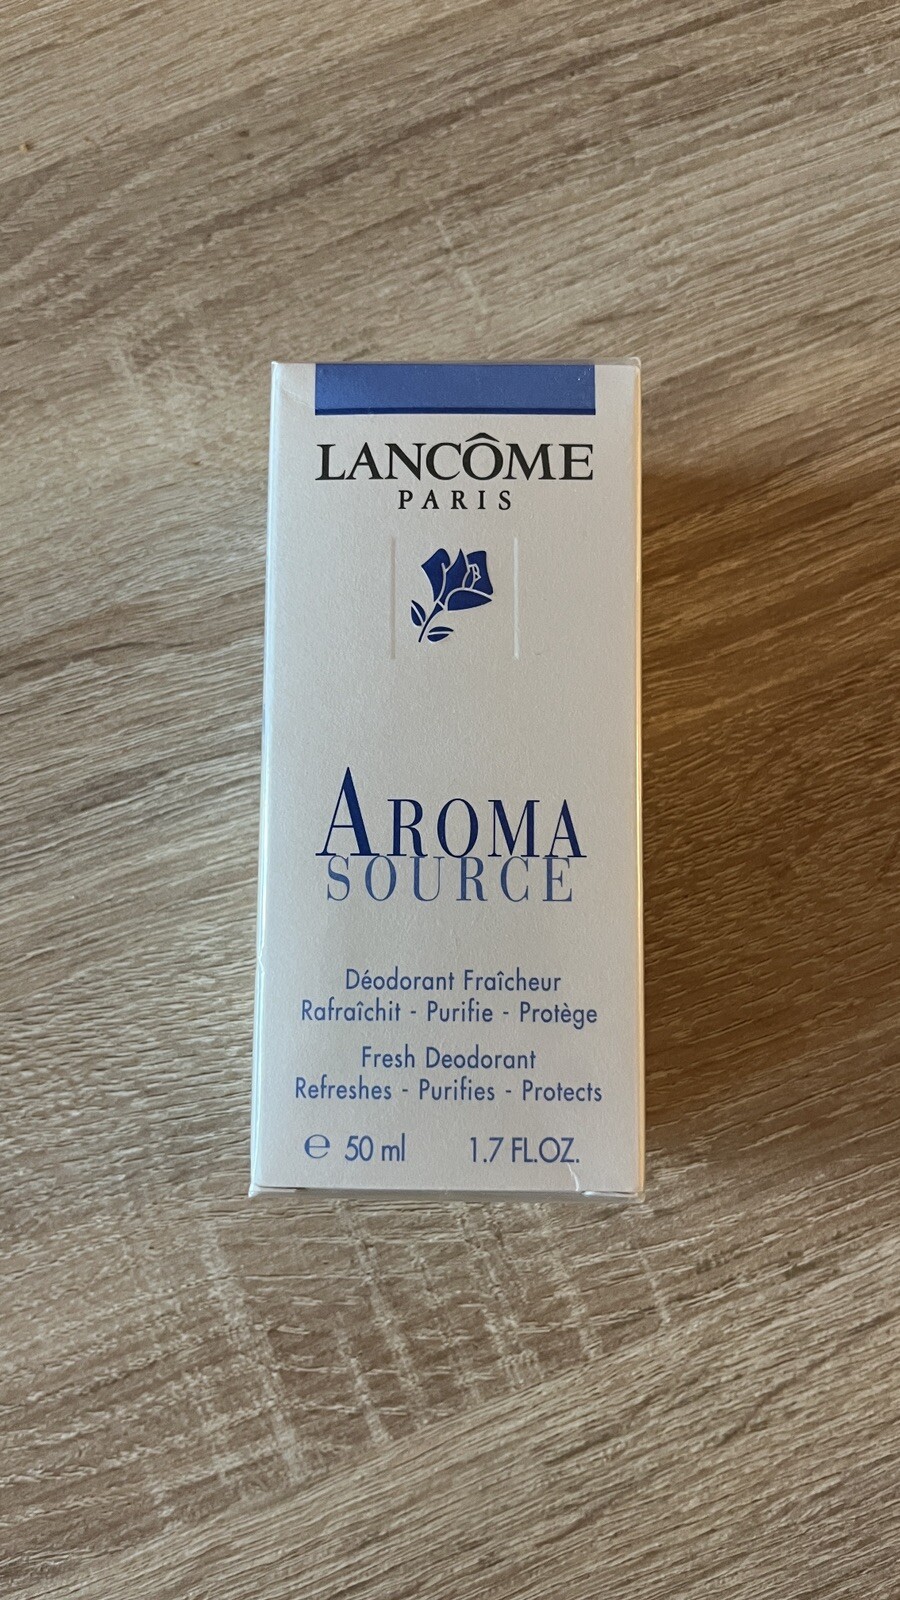 LANCÔME
PARIS
AROMA
SOURCE
Déodorant Fraîcheur
Rafraîchit - Purifie - Protège
Fresh Deodorant
Refreshes - Purifies - Protects
℮ 50 ml 1.7 FL.OZ.